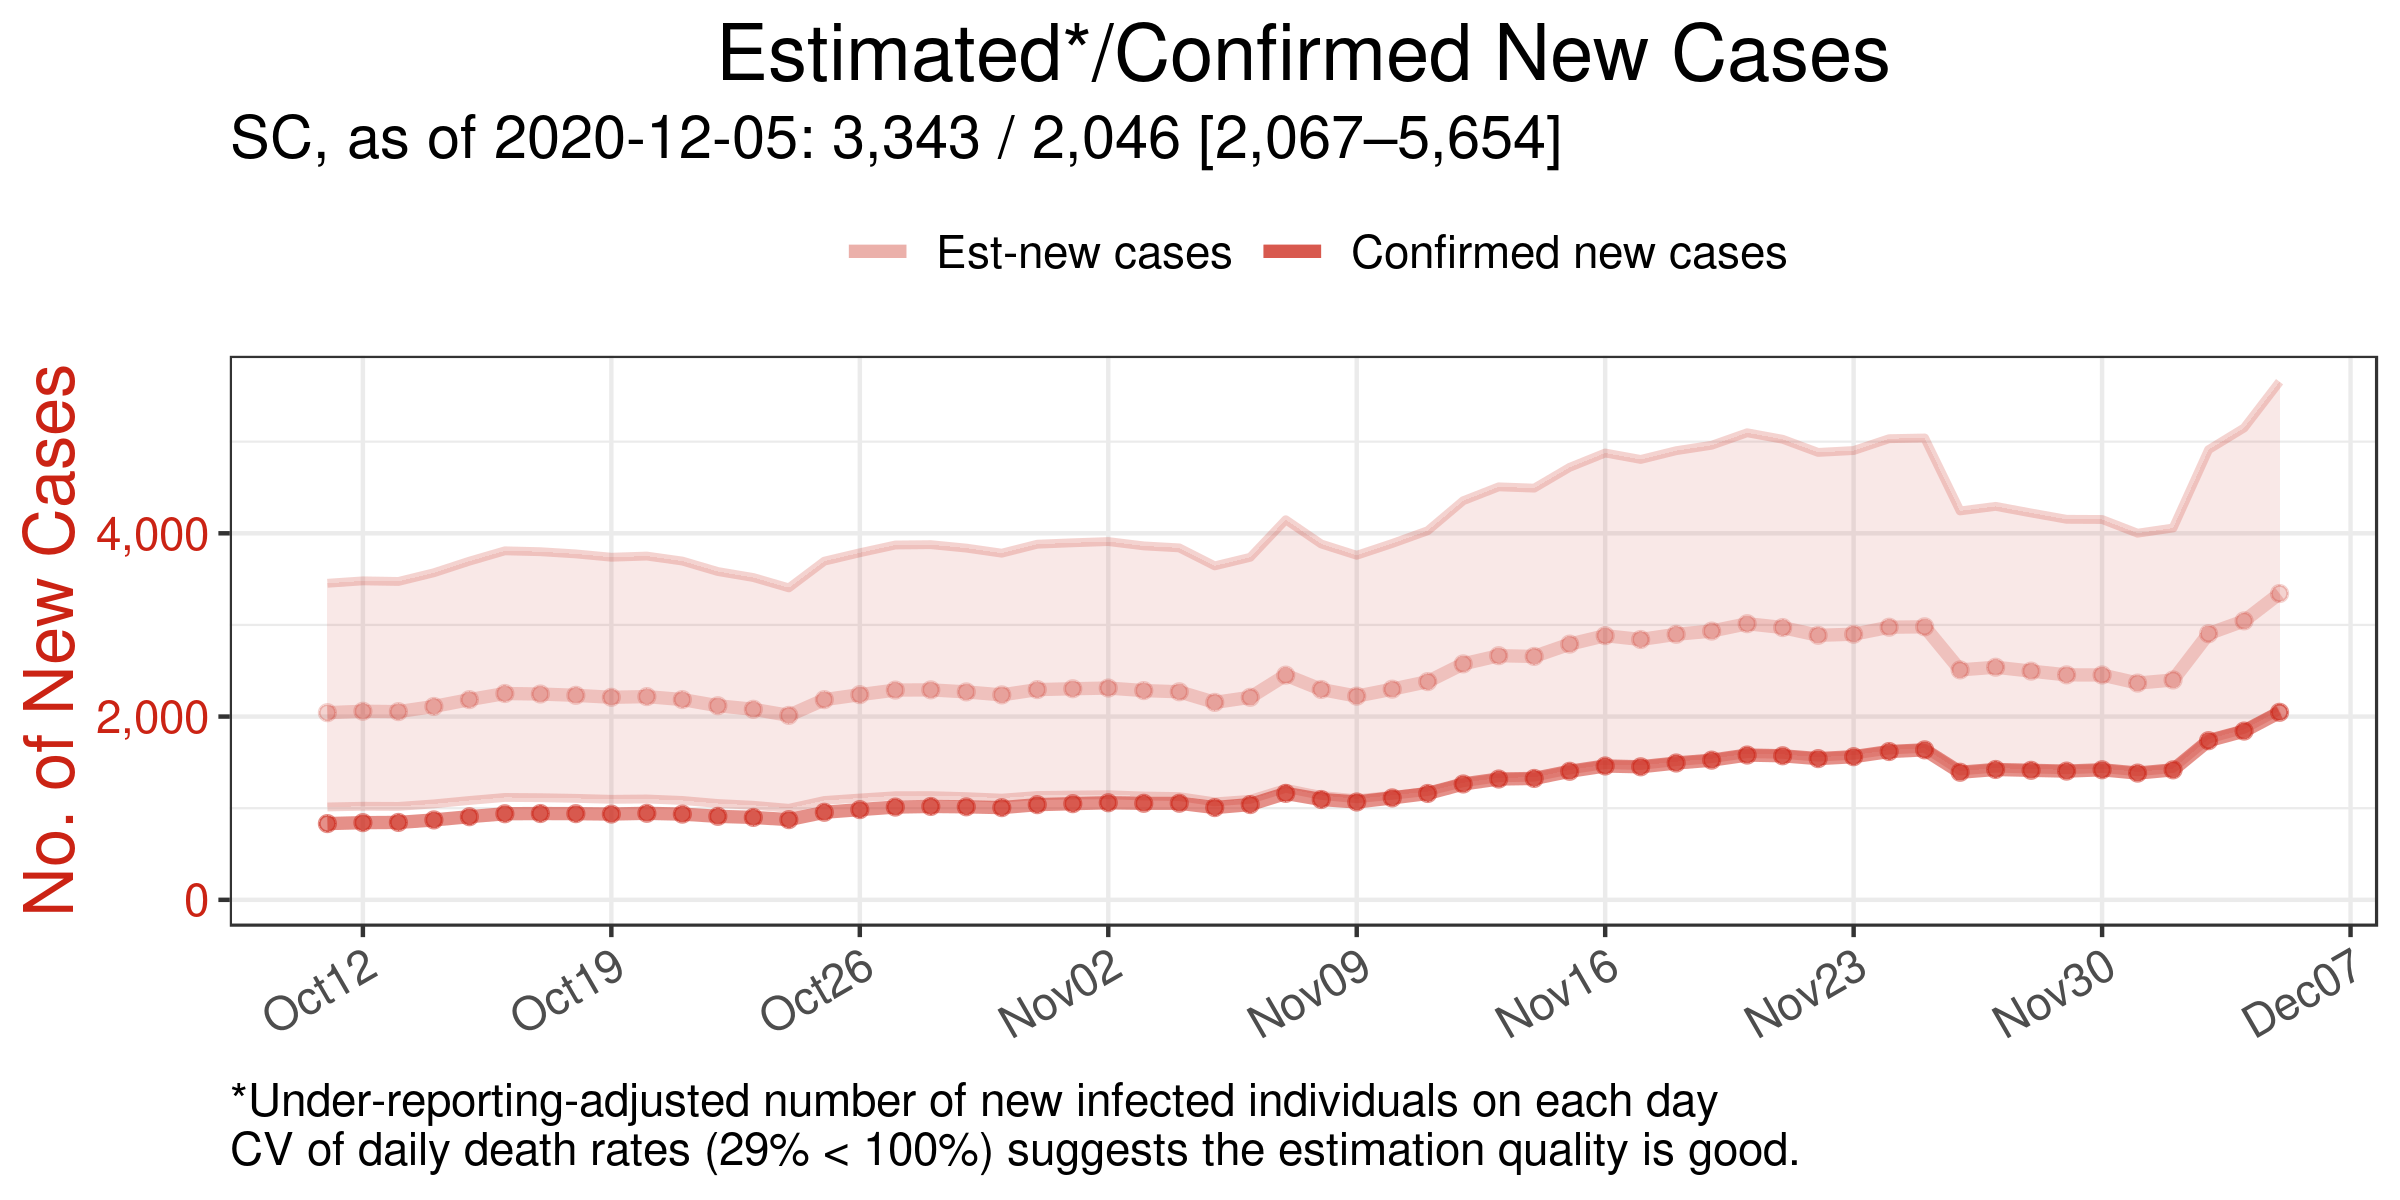 Estimated*/Confirmed New Cases
SC, as of 2020-12-05: 3,343 / 2,046 [2,067–5,654]
Est-new cases
Confirmed new cases
No. of New Cases
4,000
2,000
0
Oct12
Oct19
Oct26
Nov02
Nov09
Nov16
Nov23
Nov30
Dec07
*Under-reporting-adjusted number of new infected individuals on each day
CV of daily death rates (29% < 100%) suggests the estimation quality is good.